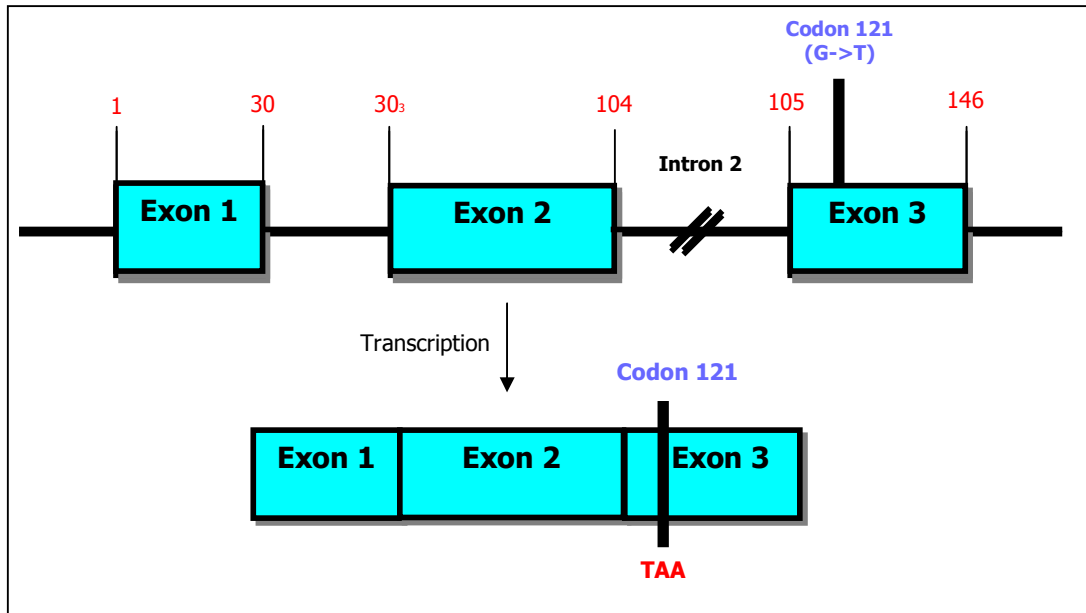 Codon 121
(G->T)
1
30
30₃
104
105
146
Intron 2
Exon 1
Exon 2
Exon 3
Transcription
Codon 121
Exon 1
Exon 2
Exon 3
TAA